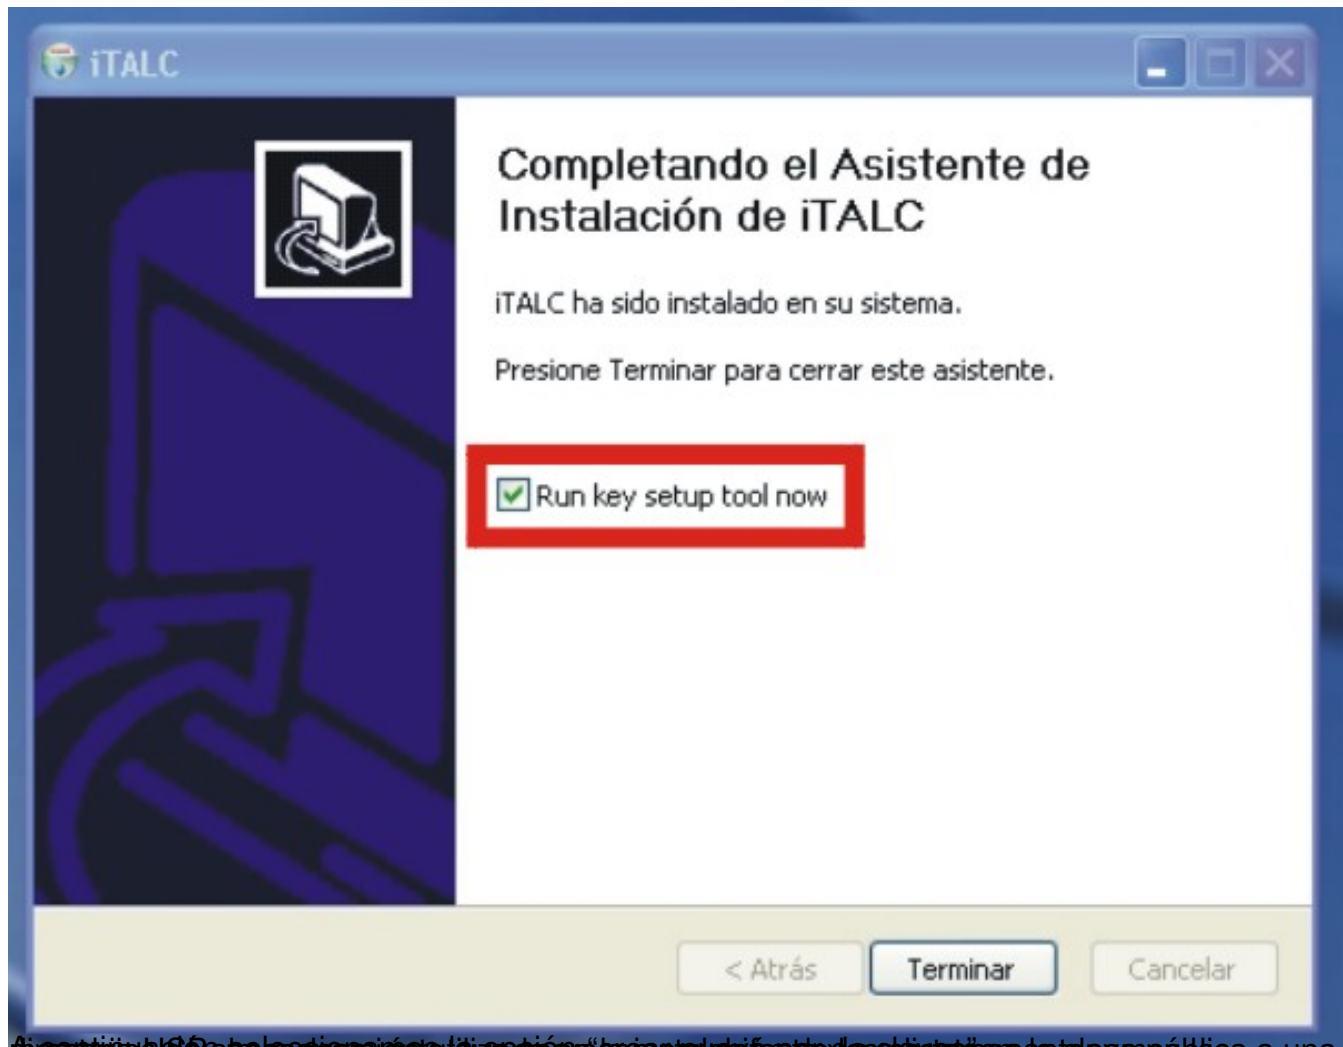 iTALC
Completando el Asistente de
Instalación de iTALC
iTALC ha sido instalado en su sistema.
Presione Terminar para cerrar este asistente.
Run key setup tool now
< Atrás
Terminar
Cancelar